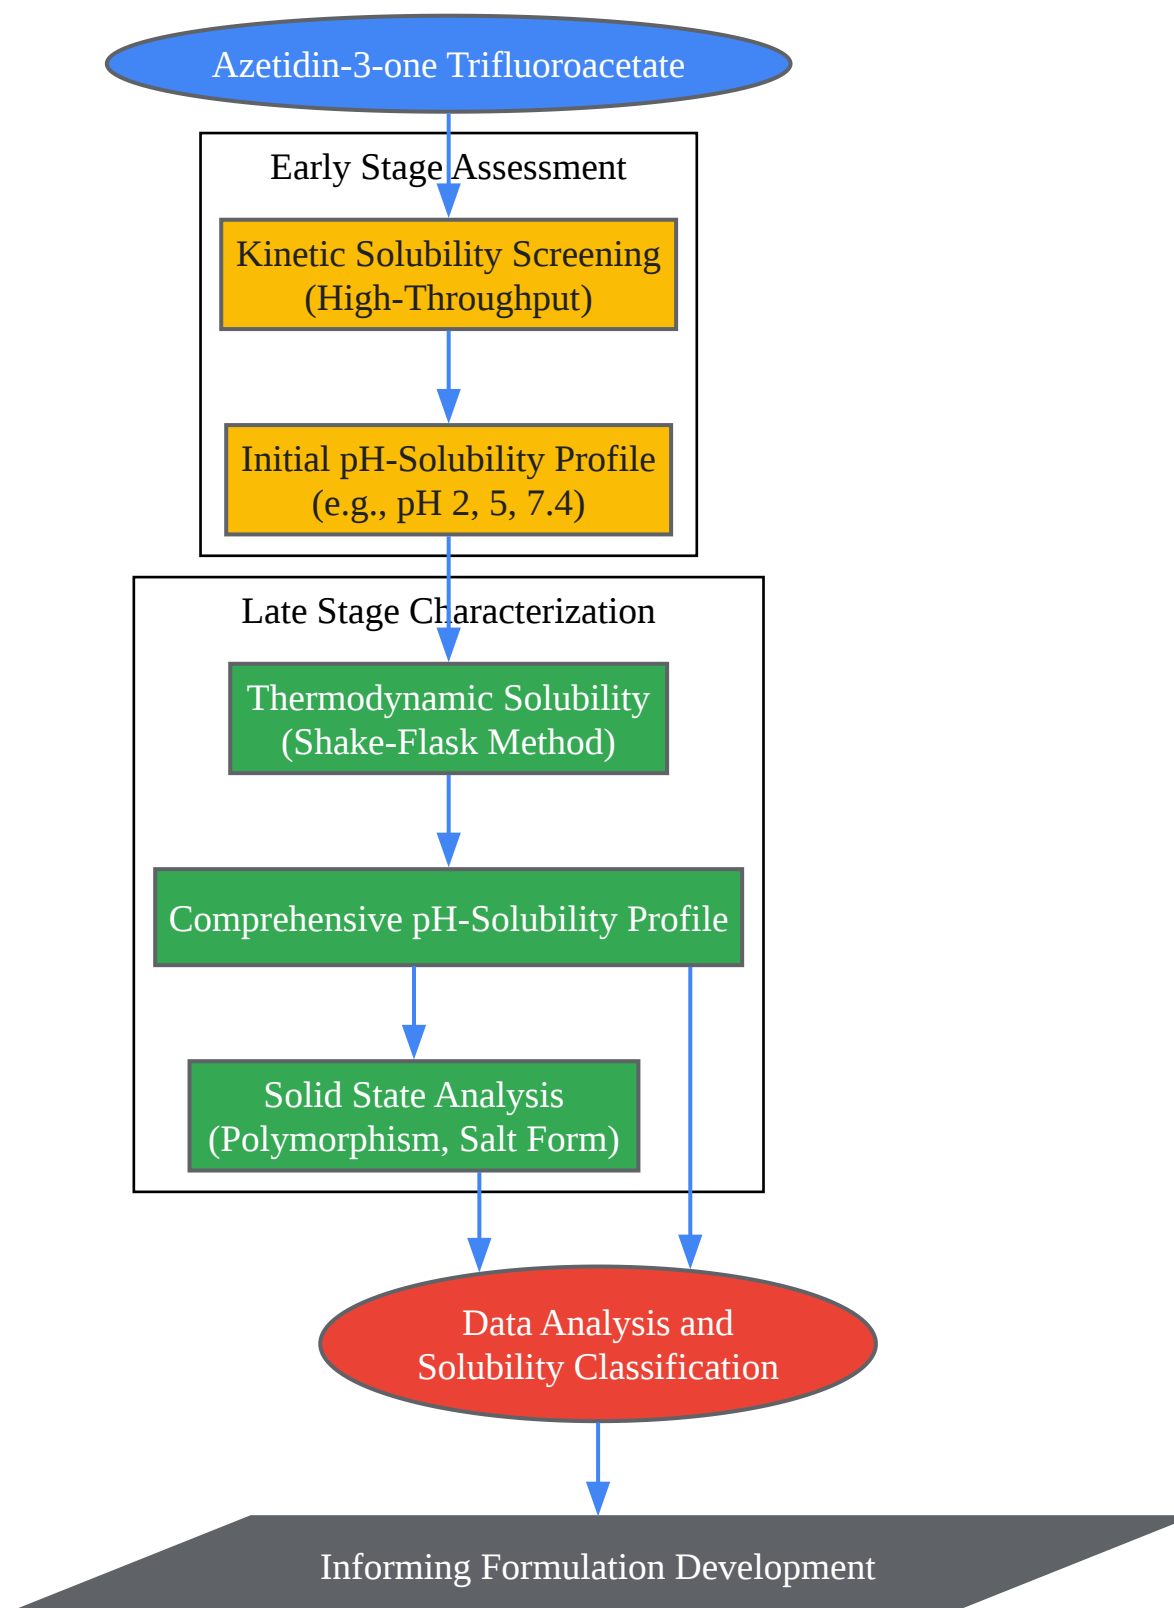 Azetidin-3-one Trifluoroacetate
Early Stage Assessment
Kinetic Solubility Screening
(High-Throughput)
Initial pH-Solubility Profile
(e.g., pH 2, 5, 7.4)
Late Stage Characterization
Thermodynamic Solubility
(Shake-Flask Method)
Comprehensive pH-Solubility Profile
Solid State Analysis
(Polymorphism, Salt Form)
Data Analysis and
Solubility Classification
Informing Formulation Development